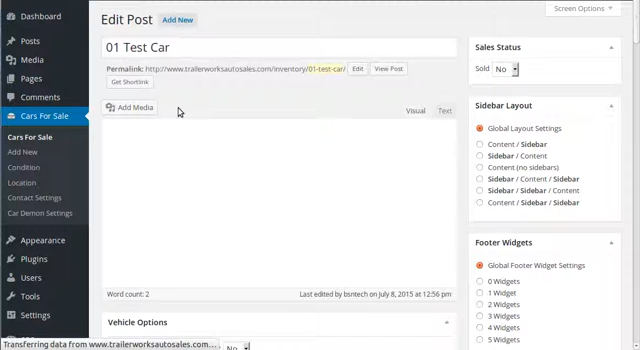 Dashboard
Posts
Media
Pages
Comments
Cars For Sale
Cars For Sale
Add New
Condition
Location
Contact Settings
Car Demon Settings
Appearance
Plugins
Users
Tools
Settings
Transferring data from www.trailerworksautosales.com...
Screen Options
Edit Post Add New
01 Test Car
Permalink: http://www.trailerworksautosales.com/inventory/01-test-car/ Edit View Post
Get Shortlink
Add Media
Visual Text
Word count: 2 Last edited by bsntech on July 8, 2015 at 12:56 pm
Vehicle Options
No
Sales Status
Sold No
Sidebar Layout
Global Layout Settings
Content / Sidebar
Sidebar / Content
Content (no sidebars)
Sidebar / Content / Sidebar
Sidebar / Sidebar / Content
Content / Sidebar / Sidebar
Footer Widgets
Global Footer Widget Settings
0 Widgets
1 Widget
2 Widgets
3 Widgets
4 Widgets
5 Widgets